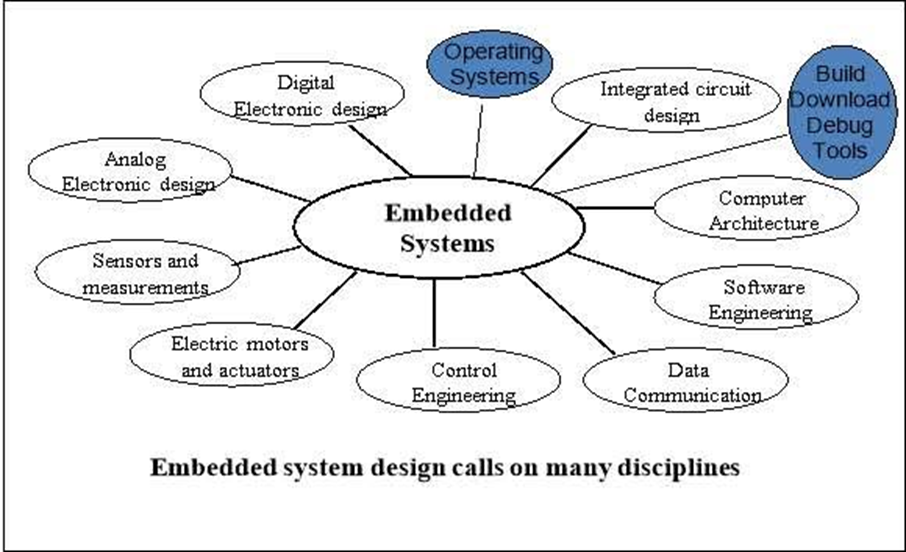 Operating
Systems
Build
Download
Debug
Tools
Digital
Electronic design
Integrated circuit
design
Analog
Electronic design
Computer
Architecture
Embedded
Systems
Sensors and
measurements
Software
Engineering
Electric motors
and actuators
Control
Engineering
Data
Communication
Embedded system design calls on many disciplines